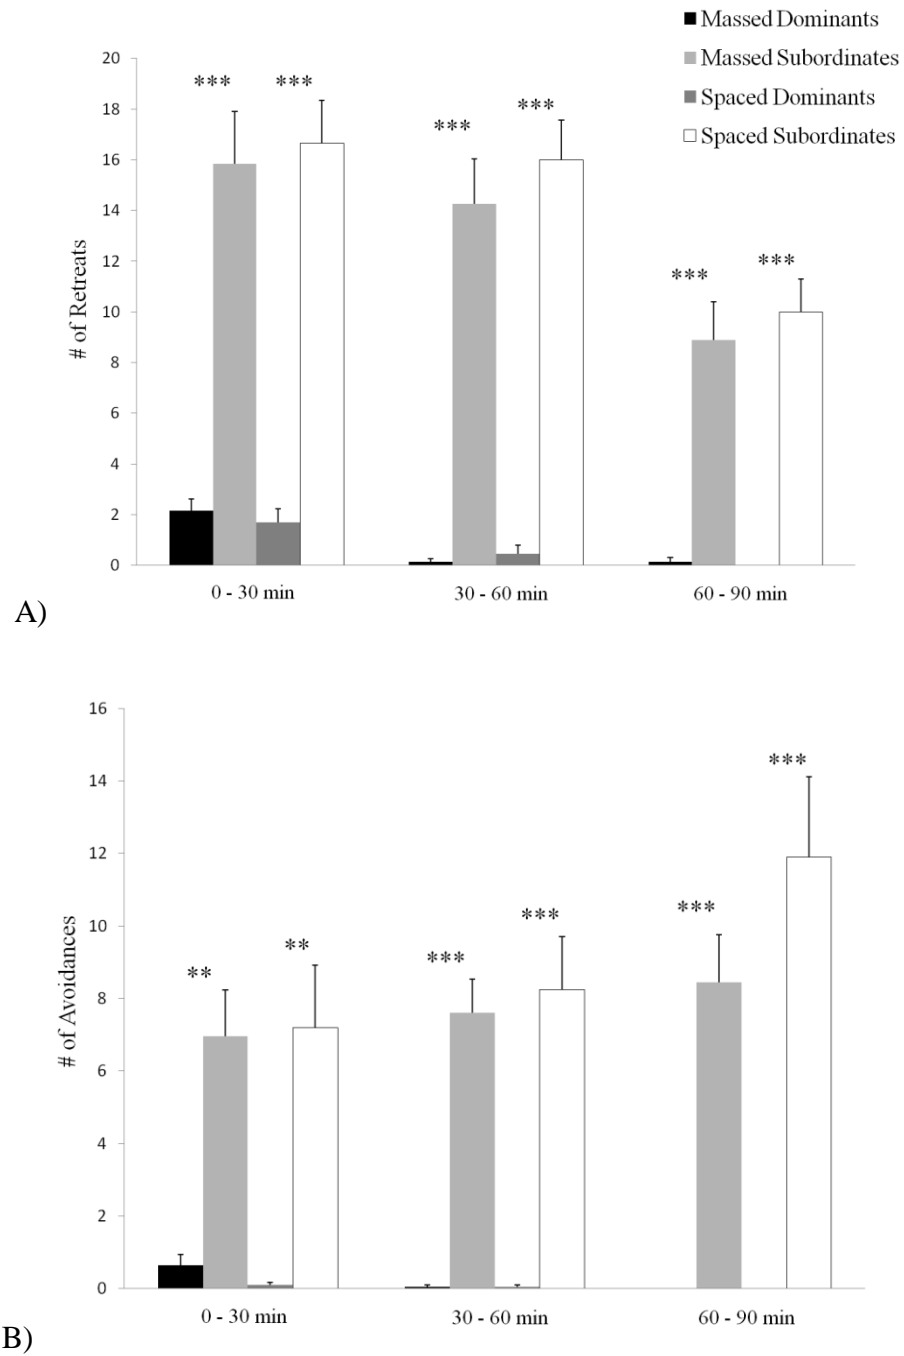 Massed Dominants
Massed Subordinates
Spaced Dominants
Spaced Subordinates
20
18
16
14
12
10
8
6
4
2
0
# of Retreats
*** ***
*** ***
*** ***
0 - 30 min 30 - 60 min 60 - 90 min
A)
16
14
12
10
8
6
4
2
0
# of Avoidances
** **
*** ***
*** ***
0 - 30 min 30 - 60 min 60 - 90 min
B)